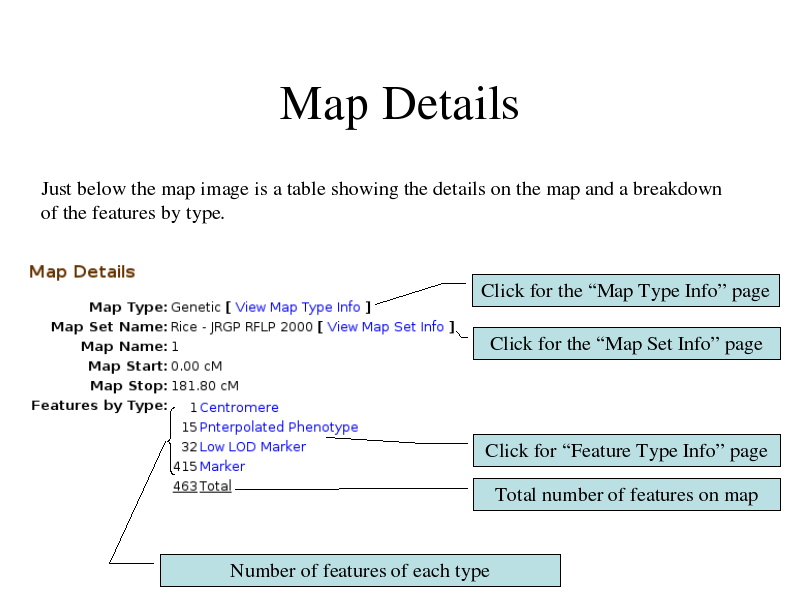 Map Details
Just below the map image is a table showing the details on the map and a breakdown
of the features by type.
Map Details
Map Type: Genetic [ View Map Type Info ]
Click for the “Map Type Info” page
Map Set Name: Rice - JRGP RFLP 2000 [ View Map Set Info ]
Click for the “Map Set Info” page
Map Name: 1
Map Start: 0.00 cM
Map Stop: 181.80 cM
Features by Type:
1 Centromere
15 Pnterpolated Phenotype
32 Low LOD Marker
Click for “Feature Type Info” page
415 Marker
463 Total
Total number of features on map
Number of features of each type